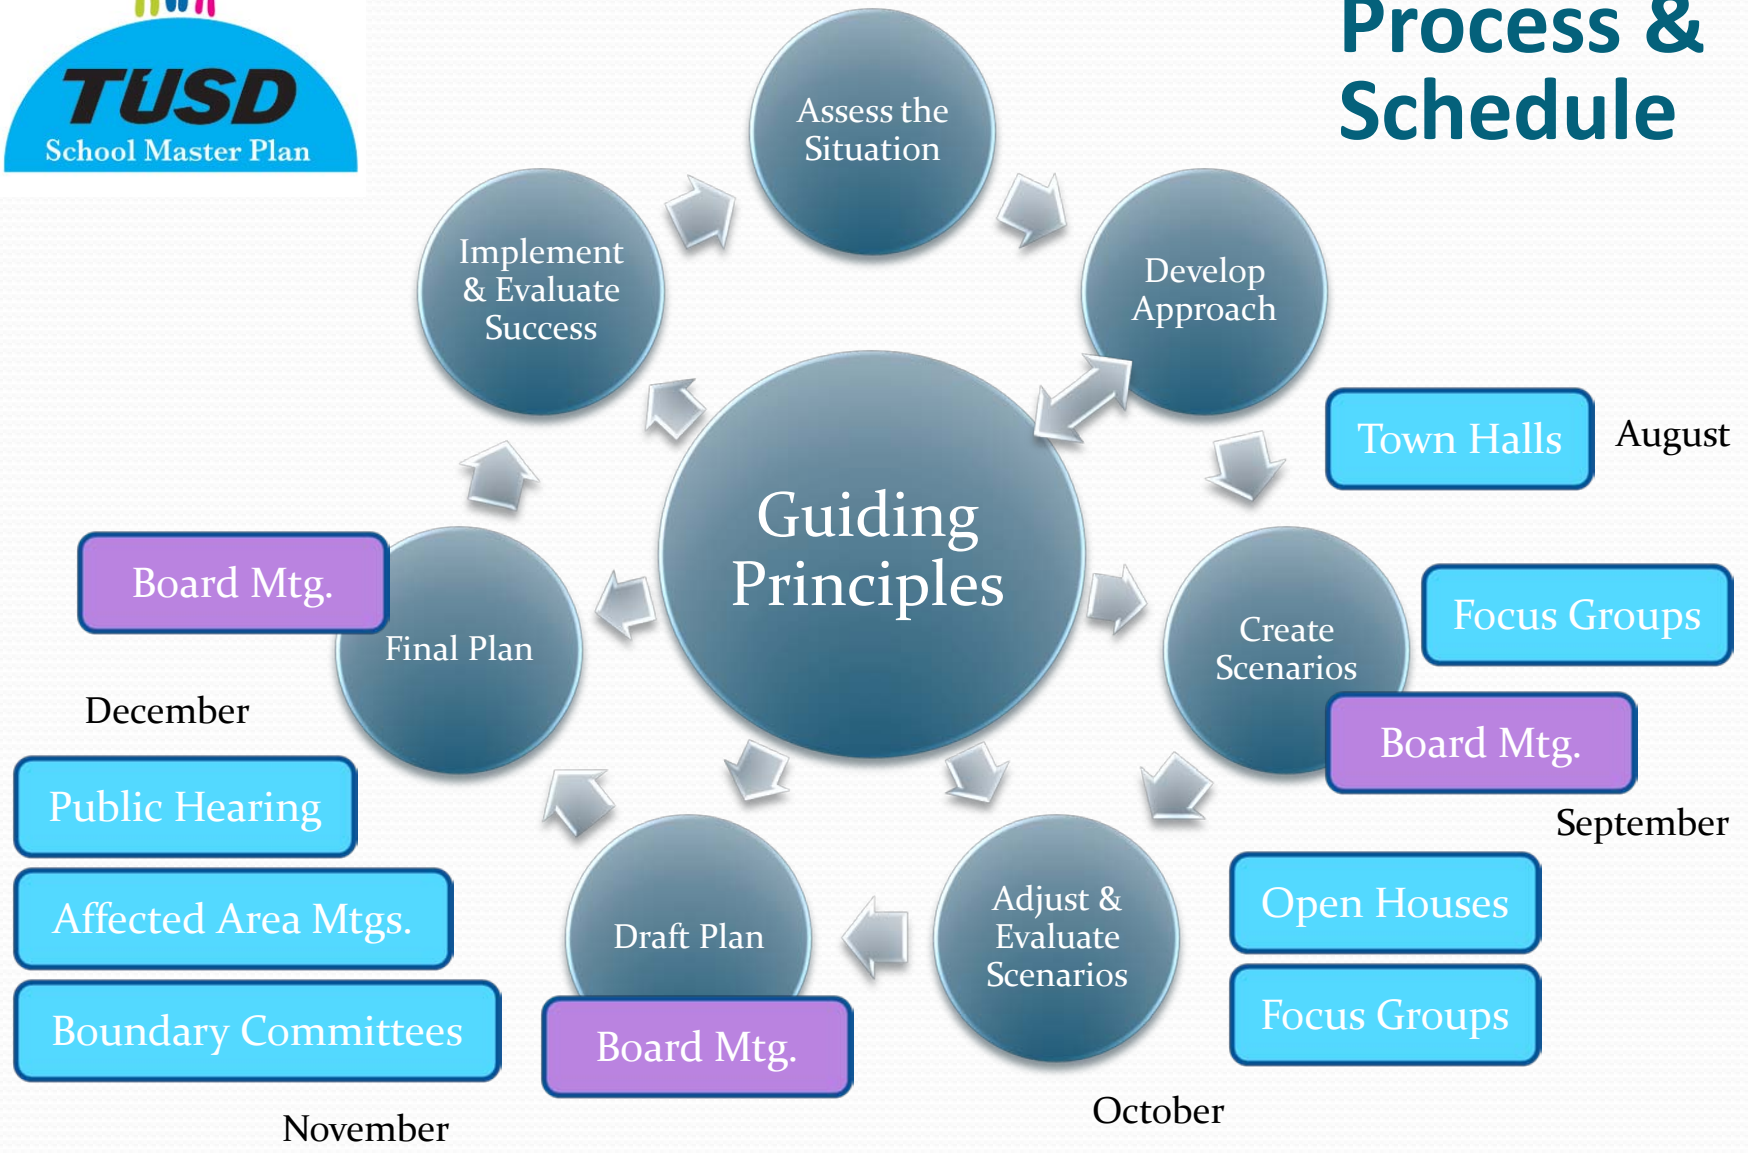 TUSD
School Master Plan
Process &
Schedule
Assess the
Situation
Develop
Approach
Town Halls
August
Create
Scenarios
Focus Groups
Board Mtg.
September
Adjust &
Evaluate
Scenarios
Open Houses
Focus Groups
October
Draft Plan
Board Mtg.
Public Hearing
Affected Area Mtgs.
Boundary Committees
November
Final Plan
Board Mtg.
December
Implement
& Evaluate
Success
Guiding
Principles